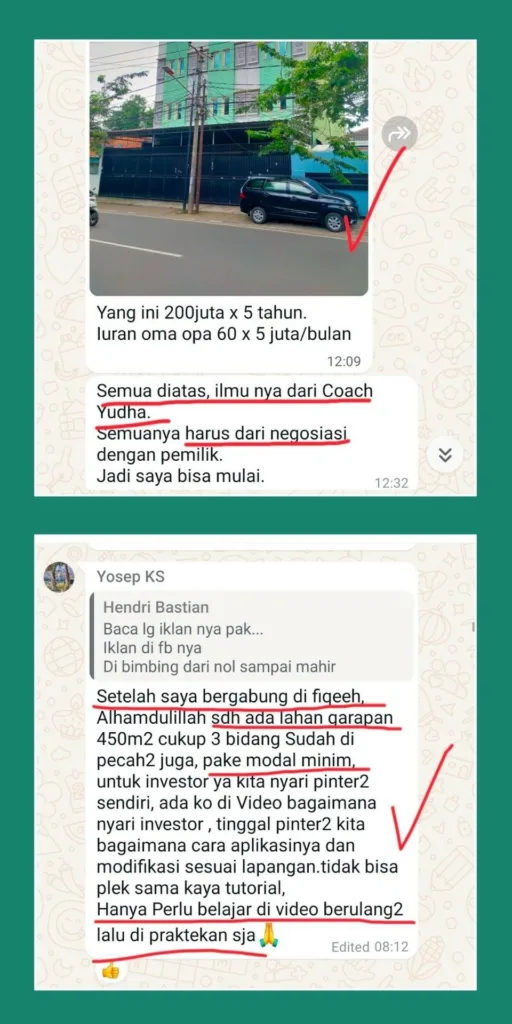 Yang ini 200juta x 5 tahun.
Iuran oma opa 60 x 5 juta/bulan
12:09
Semua diatas, ilmu nya dari Coach
Yudha.
Semuanya harus dari negosiasi
dengan pemilik.
Jadi saya bisa mulai.
12:32
Yosep KS
Hendri Bastian
Baca lg iklan nya pak...
Iklan di fb nya
Di bimbing dari nol sampai mahir
Setelah saya bergabung di fiqeeh,
Alhamdulillah sdh ada lahan garapan
450m2 cukup 3 bidang Sudah di
pecah2 juga, pake modal minim,
untuk investor ya kita nyari pinter2
sendiri, ada ko di Video bagaimana
nyari investor , tinggal pinter2 kita
bagaimana cara aplikasinya dan
modifikasi sesuai lapangan.tidak bisa
plek sama kaya tutorial,
Hanya Perlu belajar di video berulang2
lalu di praktekan sja🙏
Edited 08:12
👍